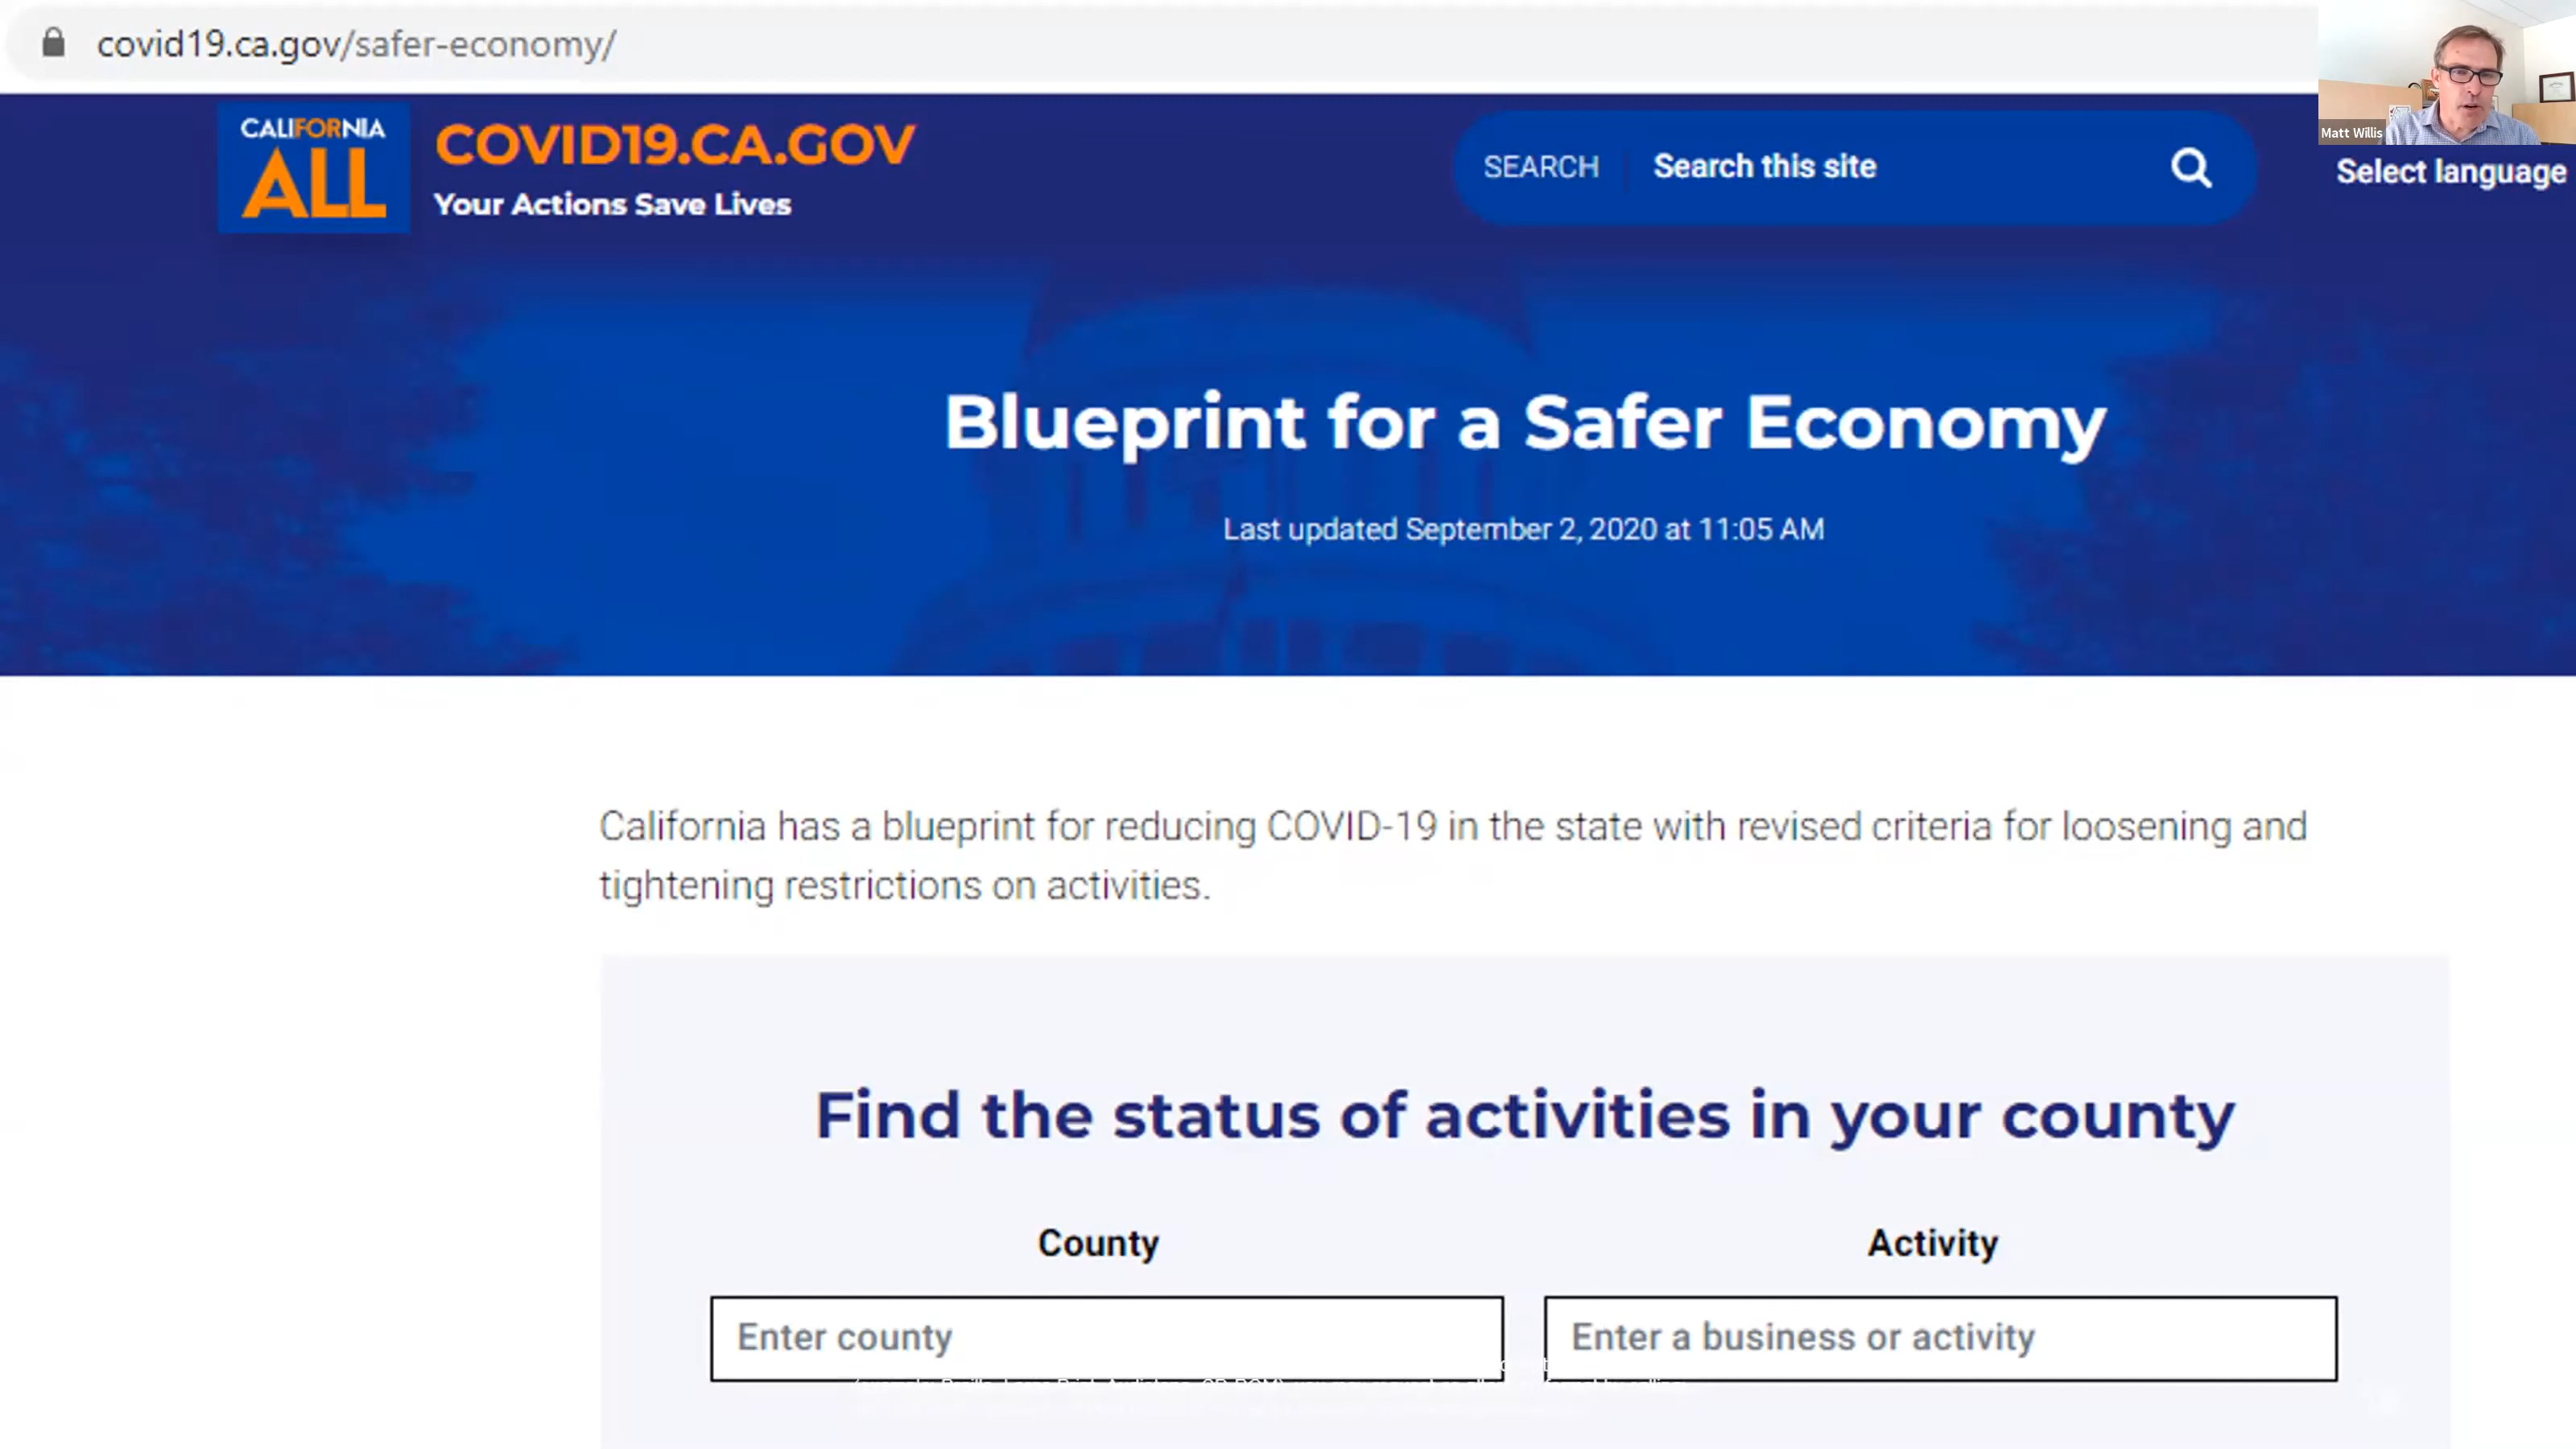 covid19.ca.gov/safer-economy/
Matt Willis
CALIFORNIA
ALL
COVID19.CA.GOV
Your Actions Save Lives
SEARCH
Search this site
Select language
Blueprint for a Safer Economy
Last updated September 2, 2020 at 11:05 AM
California has a blueprint for reducing COVID-19 in the state with revised criteria for loosening and
tightening restrictions on activities.
Find the status of activities in your county
County
Activity
Enter county
Enter a business or activity